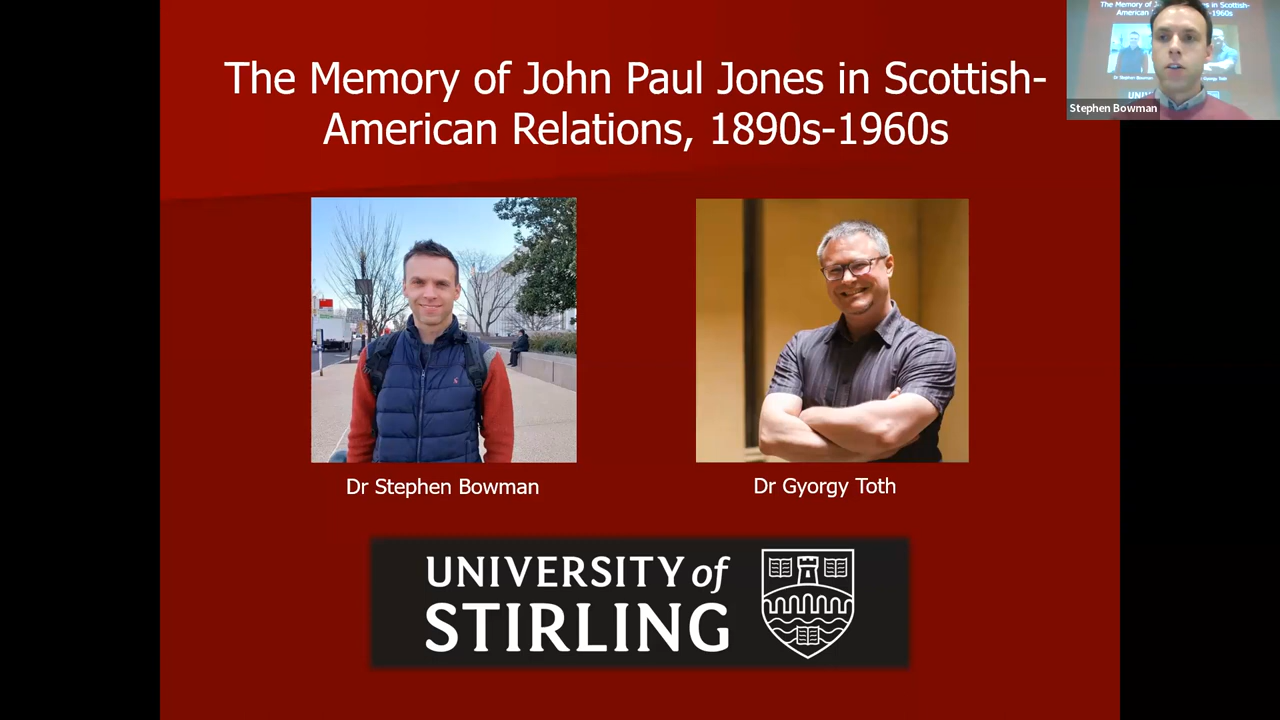 The Memory of John Paul Jones in Scottish-
American Relations, 1890s-1960s
Stephen Bowman
Dr Stephen Bowman
Dr Gyorgy Toth
UNIVERSITY of
STIRLING